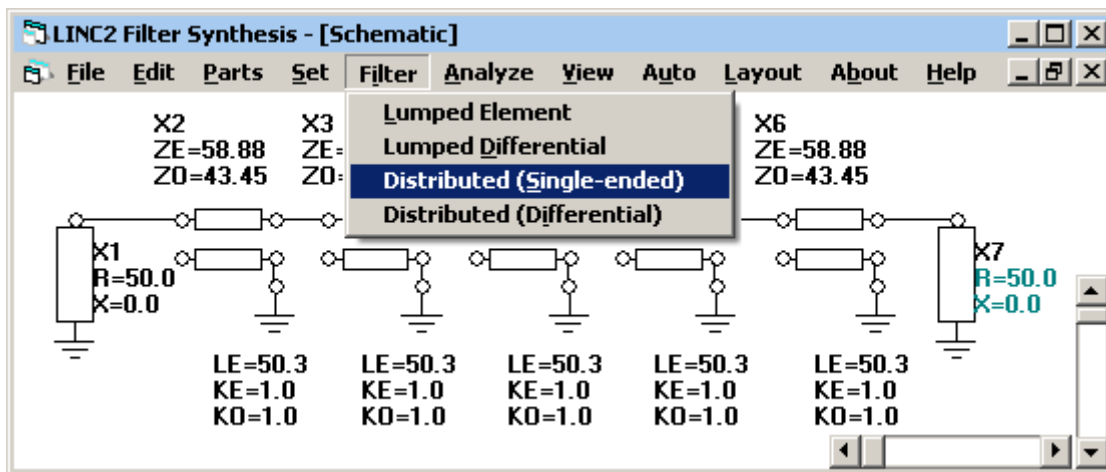 LINC2 Filter Synthesis - [Schematic]
File Edit Parts Set Filter Analyze View Auto Layout About Help
Lumped Element
Lumped Differential
Distributed (Single-ended)
Distributed (Differential)
X2
ZE=58.88
ZO=43.45
X3
ZE=
ZO=
X6
ZE=58.88
ZO=43.45
X1
R=50.0
X=0.0
X7
R=50.0
X=0.0
LE=50.3
KE=1.0
KO=1.0
LE=50.3
KE=1.0
KO=1.0
LE=50.3
KE=1.0
KO=1.0
LE=50.3
KE=1.0
KO=1.0
LE=50.3
KE=1.0
KO=1.0